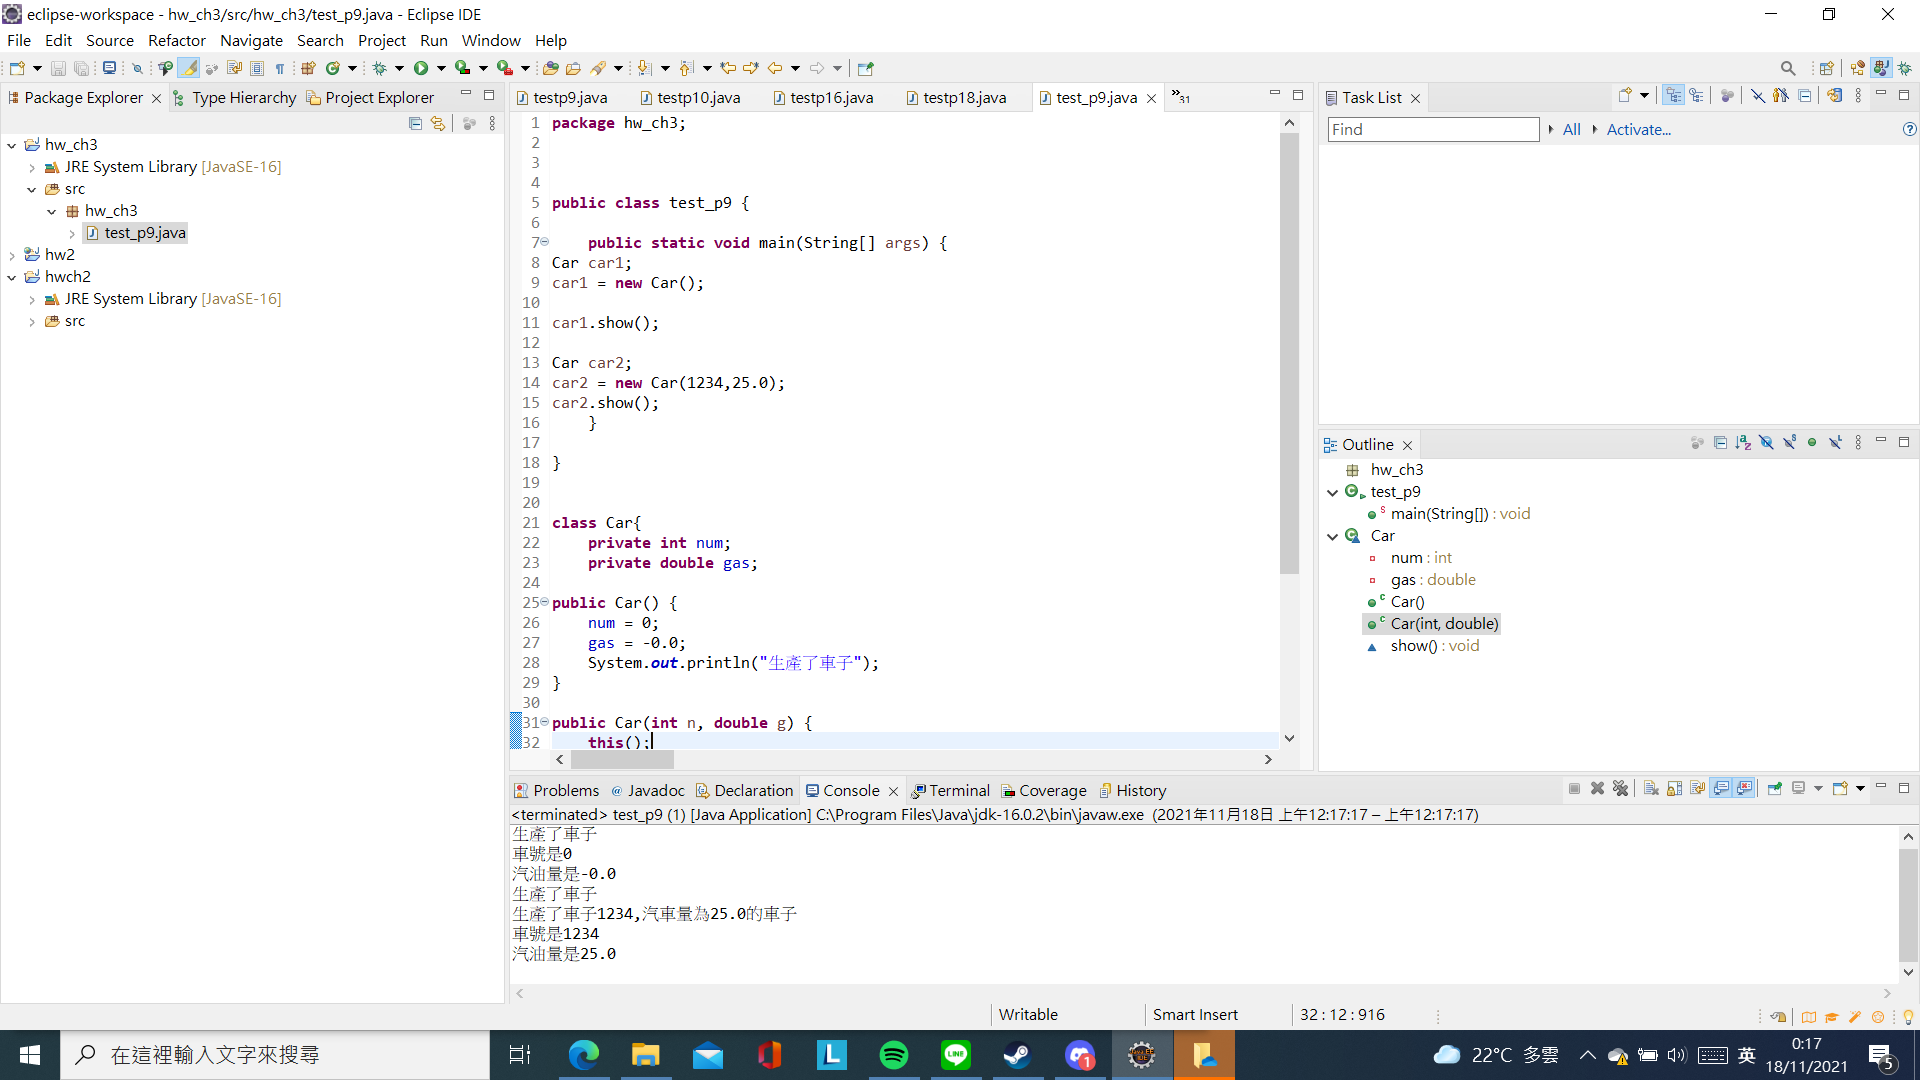 eclipse-workspace - hw_ch3/src/hw_ch3/test_p9.java - Eclipse IDE
File Edit Source Refactor Navigate Search Project Run Window Help
Package Explorer Type Hierarchy Project Explorer
hw_ch3
JRE System Library [JavaSE-16]
src
hw_ch3
test_p9.java
hw2
hwch2
JRE System Library [JavaSE-16]
src
testp9.java testp10.java testp16.java testp18.java test_p9.java »31
1 package hw_ch3;
2
3
4
5 public class test_p9 {
6
7 public static void main(String[] args) {
8 Car car1;
9 car1 = new Car();
10
11 car1.show();
12
13 Car car2;
14 car2 = new Car(1234,25.0);
15 car2.show();
16 }
17
18 }
19
20
21 class Car{
22 private int num;
23 private double gas;
24
25 public Car() {
26 num = 0;
27 gas = -0.0;
28 System.out.println("生產了車子");
29 }
30
31 public Car(int n, double g) {
32 this();
Task List
Find All Activate...
Outline
hw_ch3
test_p9
main(String[]) : void
Car
num : int
gas : double
Car()
Car(int, double)
show() : void
Problems @ Javadoc Declaration Console Terminal Coverage History
<terminated> test_p9 (1) [Java Application] C:\Program Files\Java\jdk-16.0.2\bin\javaw.exe (2021年11月18日 上午12:17:17 – 上午12:17:17)
生產了車子
車號是0
汽油量是-0.0
生產了車子
生產了車子1234,汽車量為25.0的車子
車號是1234
汽油量是25.0
Writable Smart Insert 32 : 12 : 916
在這裡輸入文字來搜尋
22°C 多雲
英
0:17
18/11/2021
5